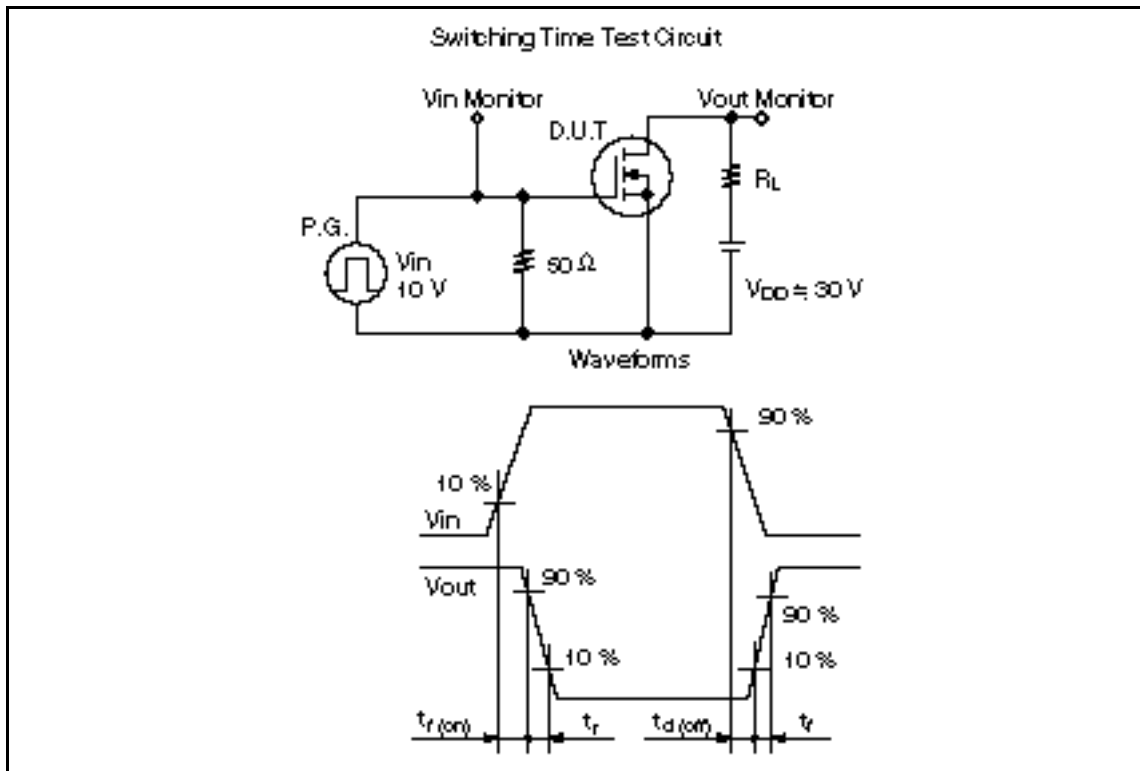 Switching Time Test Circuit
Vin Monitor
Vout Monitor
D.U.T
RL
P.G.
Vin
10 V
50 Ω
VDD ≒ 30 V
Waveforms
90 %
10 %
Vin
Vout
90 %
90 %
10 %
10 %
tf (on)
tr
td (off)
tf